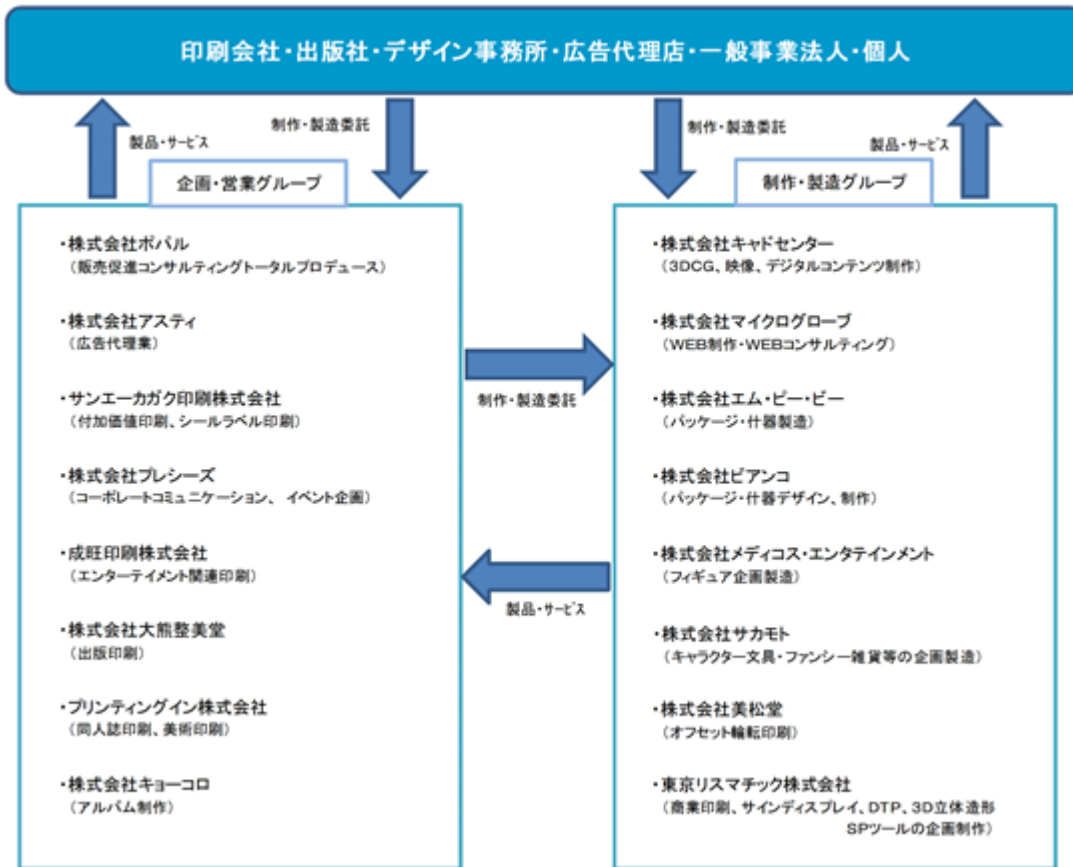 印刷会社・出版社・デザイン事務所・広告代理店・一般事業法人・個人
製品・サービス
制作・製造委託
制作・製造委託
製品・サービス
企画・営業グループ
・株式会社ポパル
(販売促進コンサルティングトータルプロデュース)
・株式会社アスティ
(広告代理業)
・サンエーカガク印刷株式会社
(付加価値印刷、シールラベル印刷)
・株式会社プレシーズ
(コーポレートコミュニケーション、 イベント企画)
・成旺印刷株式会社
(エンターテイメント関連印刷)
・株式会社大熊整美堂
(出版印刷)
・プリンティングイン株式会社
(同人誌印刷、美術印刷)
・株式会社キョーコロ
(アルバム制作)
制作・製造委託
製品・サービス
制作・製造グループ
・株式会社キャドセンター
(3DCG、映像、デジタルコンテンツ制作)
・株式会社マイクログローブ
(WEB制作・WEBコンサルティング)
・株式会社エム・ピー・ビー
(パッケージ・什器製造)
・株式会社ビアンコ
(パッケージ・什器デザイン、制作)
・株式会社メディコス・エンタテインメント
(フィギュア企画製造)
・株式会社サカモト
(キャラクター文具・ファンシー雑貨等の企画製造)
・株式会社美松堂
(オフセット輪転印刷)
・東京リスマチック株式会社
(商業印刷、サインディスプレイ、DTP、3D立体造形
SPツールの企画制作)